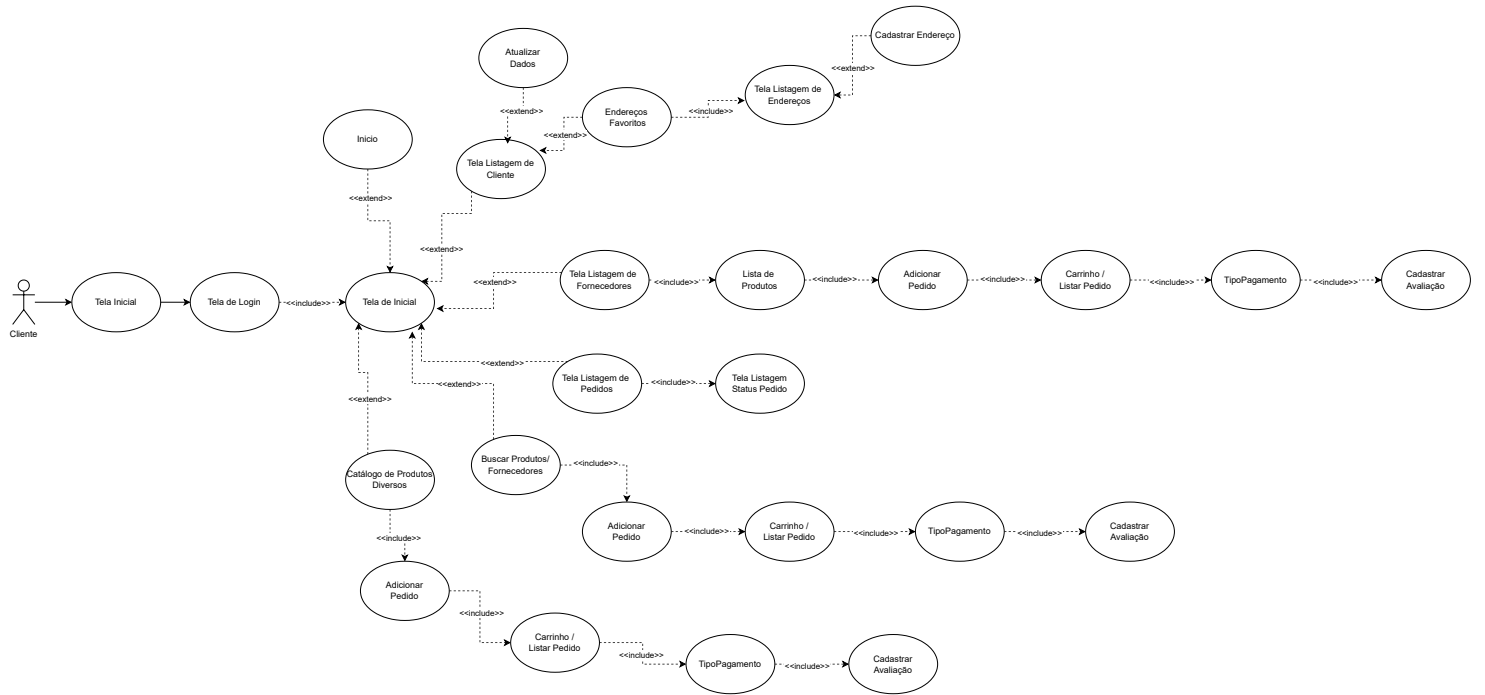 Cadastrar Endereço
Atualizar
Dados
<<extend>>
Tela Listagem de
Endereços
<<extend>>
Endereços
Favoritos
<<include>>
<<extend>>
Inicio
Tela Listagem de
Cliente
<<extend>>
<<extend>>
Cliente
Tela Inicial
Tela de Login
<<include>>
Tela de Inicial
<<extend>>
Tela Listagem de
Fornecedores
<<include>>
Lista de
Produtos
<<include>>
Adicionar
Pedido
<<include>>
Carrinho /
Listar Pedido
<<include>>
TipoPagamento
<<include>>
Cadastrar
Avaliação
<<extend>>
Tela Listagem de
Pedidos
<<include>>
Tela Listagem
Status Pedido
<<extend>>
<<extend>>
Buscar Produtos/
Fornecedores
<<include>>
Catálogo de Produtos
Diversos
Adicionar
Pedido
<<include>>
Carrinho /
Listar Pedido
<<include>>
TipoPagamento
<<include>>
Cadastrar
Avaliação
<<include>>
Adicionar
Pedido
<<include>>
Carrinho /
Listar Pedido
<<include>>
TipoPagamento
<<include>>
Cadastrar
Avaliação